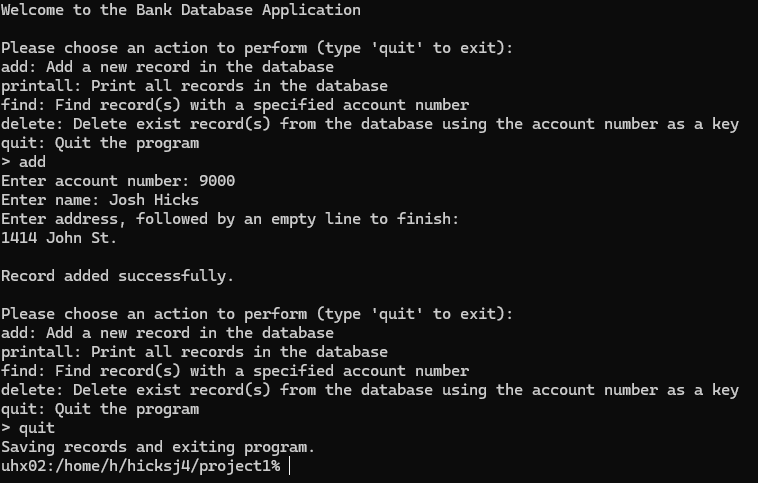 Welcome to the Bank Database Application
Please choose an action to perform (type 'quit' to exit):
add: Add a new record in the database
printall: Print all records in the database
find: Find record(s) with a specified account number
delete: Delete exist record(s) from the database using the account number as a key
quit: Quit the program
> add
Enter account number: 9000
Enter name: Josh Hicks
Enter address, followed by an empty line to finish:
1414 John St.
Record added successfully.
Please choose an action to perform (type 'quit' to exit):
add: Add a new record in the database
printall: Print all records in the database
find: Find record(s) with a specified account number
delete: Delete exist record(s) from the database using the account number as a key
quit: Quit the program
> quit
Saving records and exiting program.
uhx02:/home/h/hicksj4/project1%